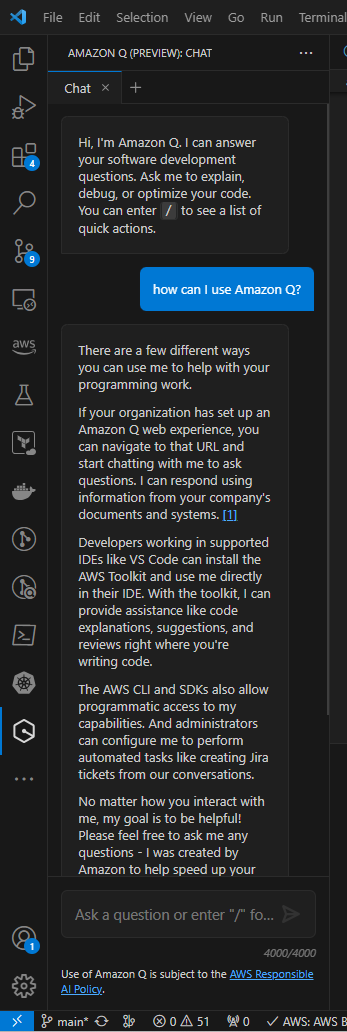 File Edit Selection View Go Run Terminal
AMAZON Q (PREVIEW): CHAT ...
Chat × +
Hi, I'm Amazon Q. I can answer
your software development
questions. Ask me to explain,
debug, or optimize your code.
You can enter / to see a list of
quick actions.
how can I use Amazon Q?
There are a few different ways
you can use me to help with your
programming work.
If your organization has set up an
Amazon Q web experience, you
can navigate to that URL and
start chatting with me to ask
questions. I can respond using
information from your company's
documents and systems. [1]
Developers working in supported
IDEs like VS Code can install the
AWS Toolkit and use me directly
in their IDE. With the toolkit, I can
provide assistance like code
explanations, suggestions, and
reviews right where you're
writing code.
The AWS CLI and SDKs also allow
programmatic access to my
capabilities. And administrators
can configure me to perform
automated tasks like creating Jira
tickets from our conversations.
No matter how you interact with
me, my goal is to be helpful!
Please feel free to ask me any
questions - I was created by
Amazon to help speed up your
Ask a question or enter "/" fo...
4000/4000
Use of Amazon Q is subject to the AWS Responsible
AI Policy.
4
9
aws
1
main* 0 51 0 AWS: AWS B